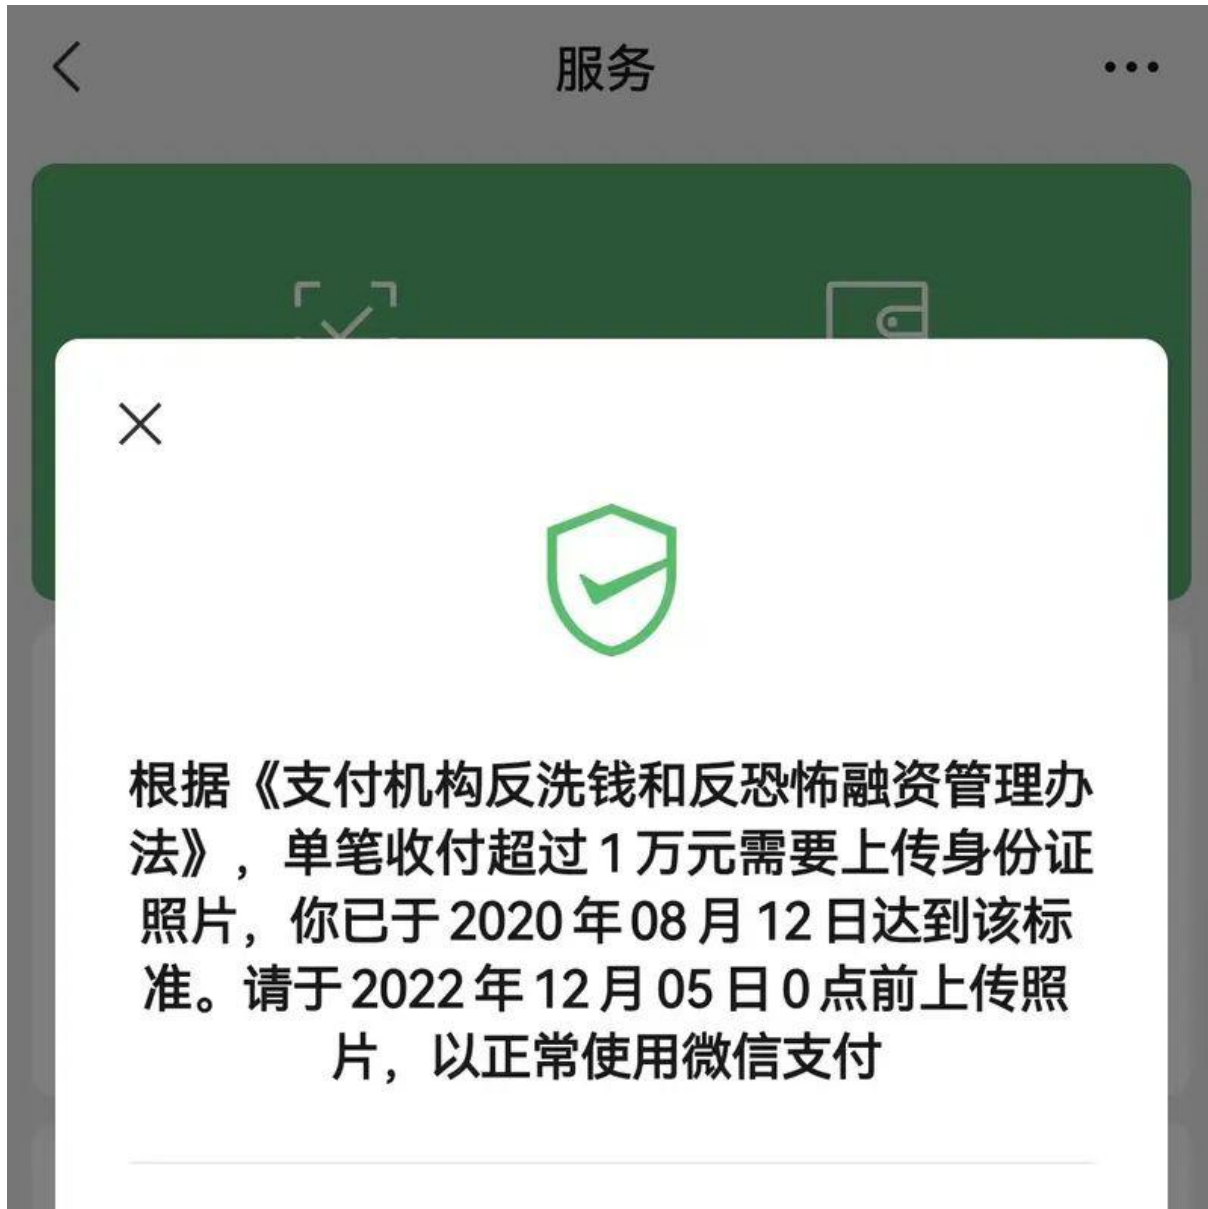 服务
根据《支付机构反洗钱和反恐怖融资管理办
法》，单笔收付超过1万元需要上传身份证
照片，你已于2020年08月12日达到该标
准。请于2022年12月05日0点前上传照
片，以正常使用微信支付